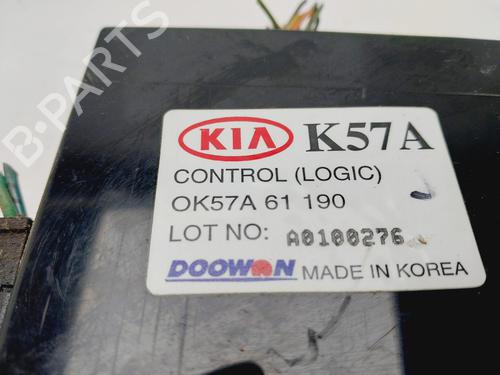 B-PARTS
KIA K57A
CONTROL (LOGIC)
OK57A 61 190
LOT NO: A0100276
DOOWON MADE IN KOREA